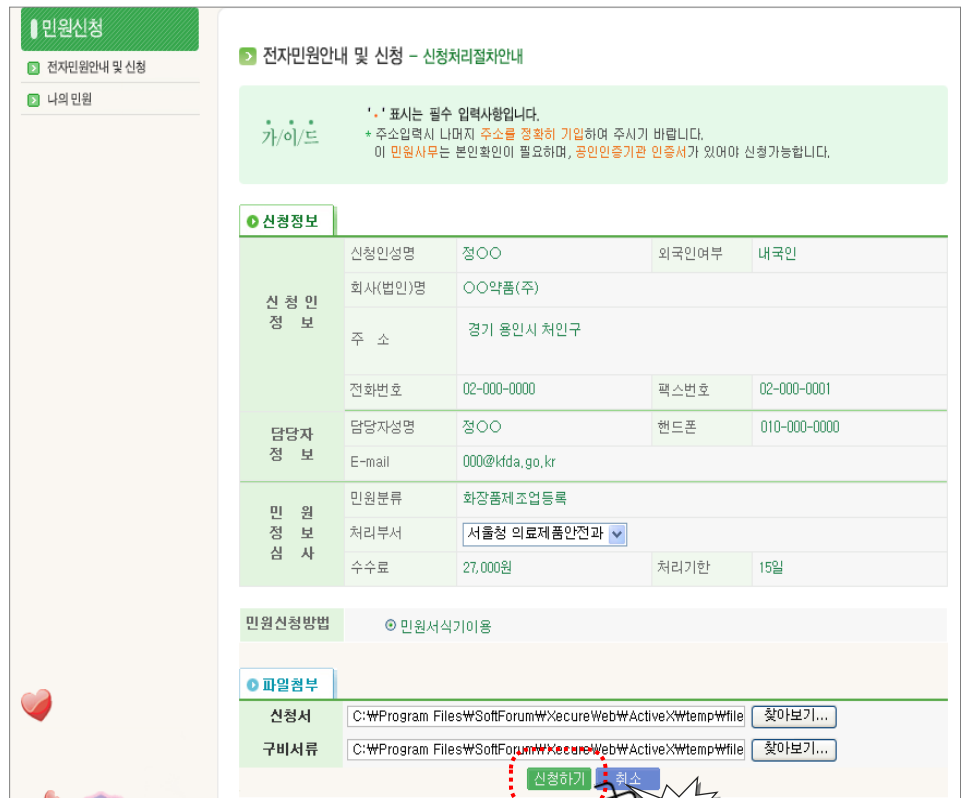 민원신청
전자민원안내 및 신청
나의 민원
전자민원안내 및 신청 - 신청처리절차안내
가/이/드
'•' 표시는 필수 입력사항입니다.
* 주소입력시 나머지 주소를 정확히 기입하여 주시기 바랍니다.
이 민원사무는 본인확인이 필요하며, 공인인증기관 인증서가 있어야 신청가능합니다.
신청정보
신청인성명 정○○ 외국인여부 내국인
신 청 인
정 보
회사(법인)명 ○○약품(주)
주 소 경기 용인시 처인구
전화번호 02-000-0000 팩스번호 02-000-0001
담당자
정 보
담당자성명 정○○ 핸드폰 010-000-0000
E-mail 000@kfda.go.kr
민 원
정 보
심 사
민원분류 화장품제조업등록
처리부서 서울청 의료제품안전과
수수료 27,000원 처리기한 15일
민원신청방법 민원서식기이용
파일첨부
신청서 C:₩Program Files₩SoftForum₩XecureWeb₩ActiveX₩temp₩file 찾아보기...
구비서류 C:₩Program Files₩SoftForum₩XecureWeb₩ActiveX₩temp₩file 찾아보기...
신청하기 취소